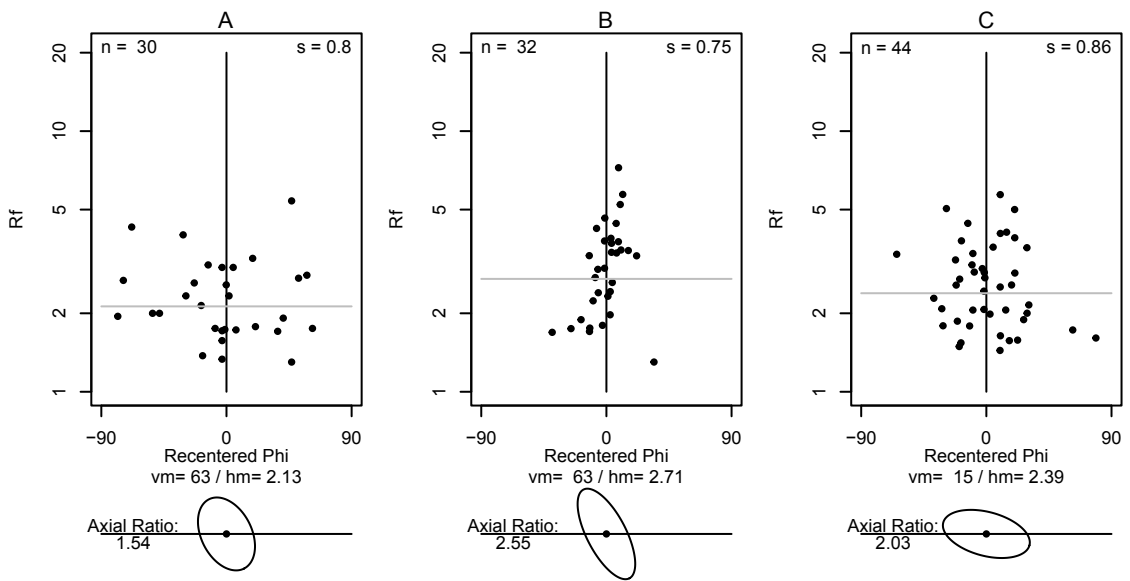 A
n = 30
s = 0.8
20
10
5
2
1
Rf
−90
0
90
Recentered Phi
vm= 63 / hm= 2.13
Axial Ratio:
1.54
B
n = 32
s = 0.75
20
10
5
2
1
Rf
−90
0
90
Recentered Phi
vm= 63 / hm= 2.71
Axial Ratio:
2.55
C
n = 44
s = 0.86
20
10
5
2
1
Rf
−90
0
90
Recentered Phi
vm= 15 / hm= 2.39
Axial Ratio:
2.03